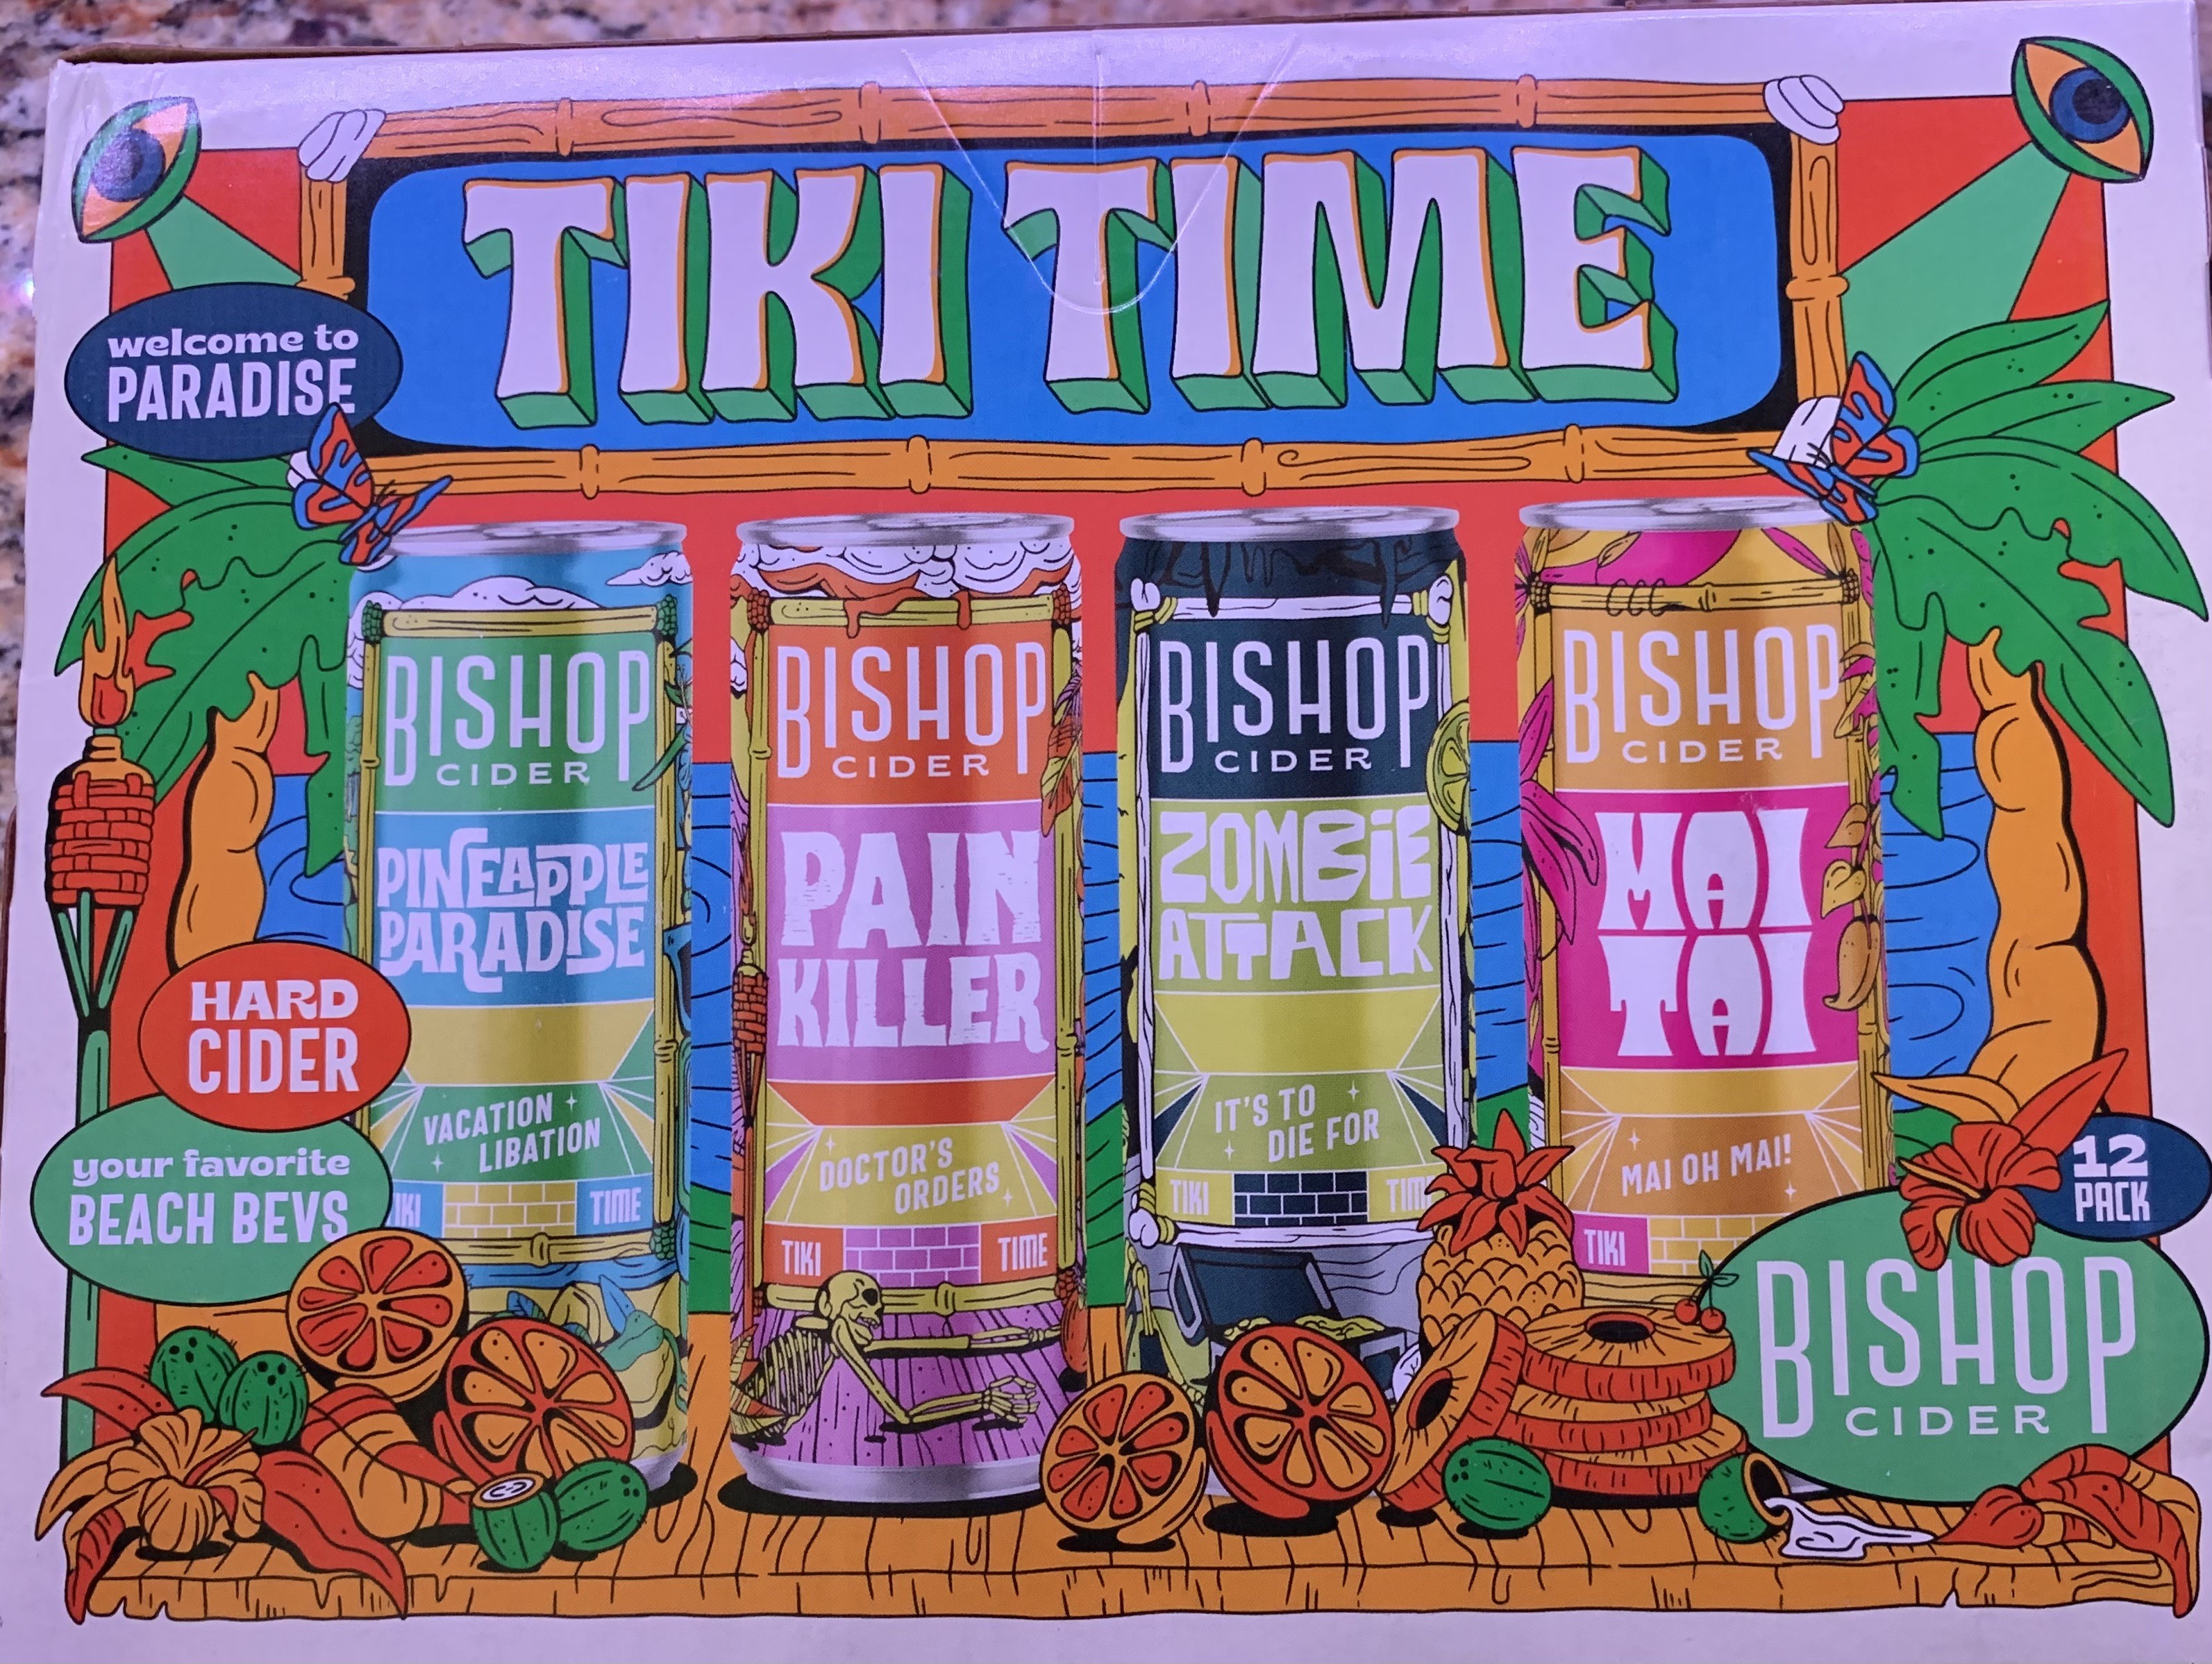 TIKI TIME
welcome to
PARADISE
BISHOP
CIDER
PINEAPPLE
PARADISE
VACATION
LIBATION
TIKI
TIME
BISHOP
CIDER
PAIN
KILLER
DOCTOR'S
ORDERS
TIKI
TIME
BISHOP
CIDER
ZOMBIE
ATTACK
IT'S TO
DIE FOR
TIKI
TIME
BISHOP
CIDER
MAI
TAI
MAI OH MAI!
TIKI
HARD
CIDER
your favorite
BEACH BEVS
12
PACK
BISHOP
CIDER